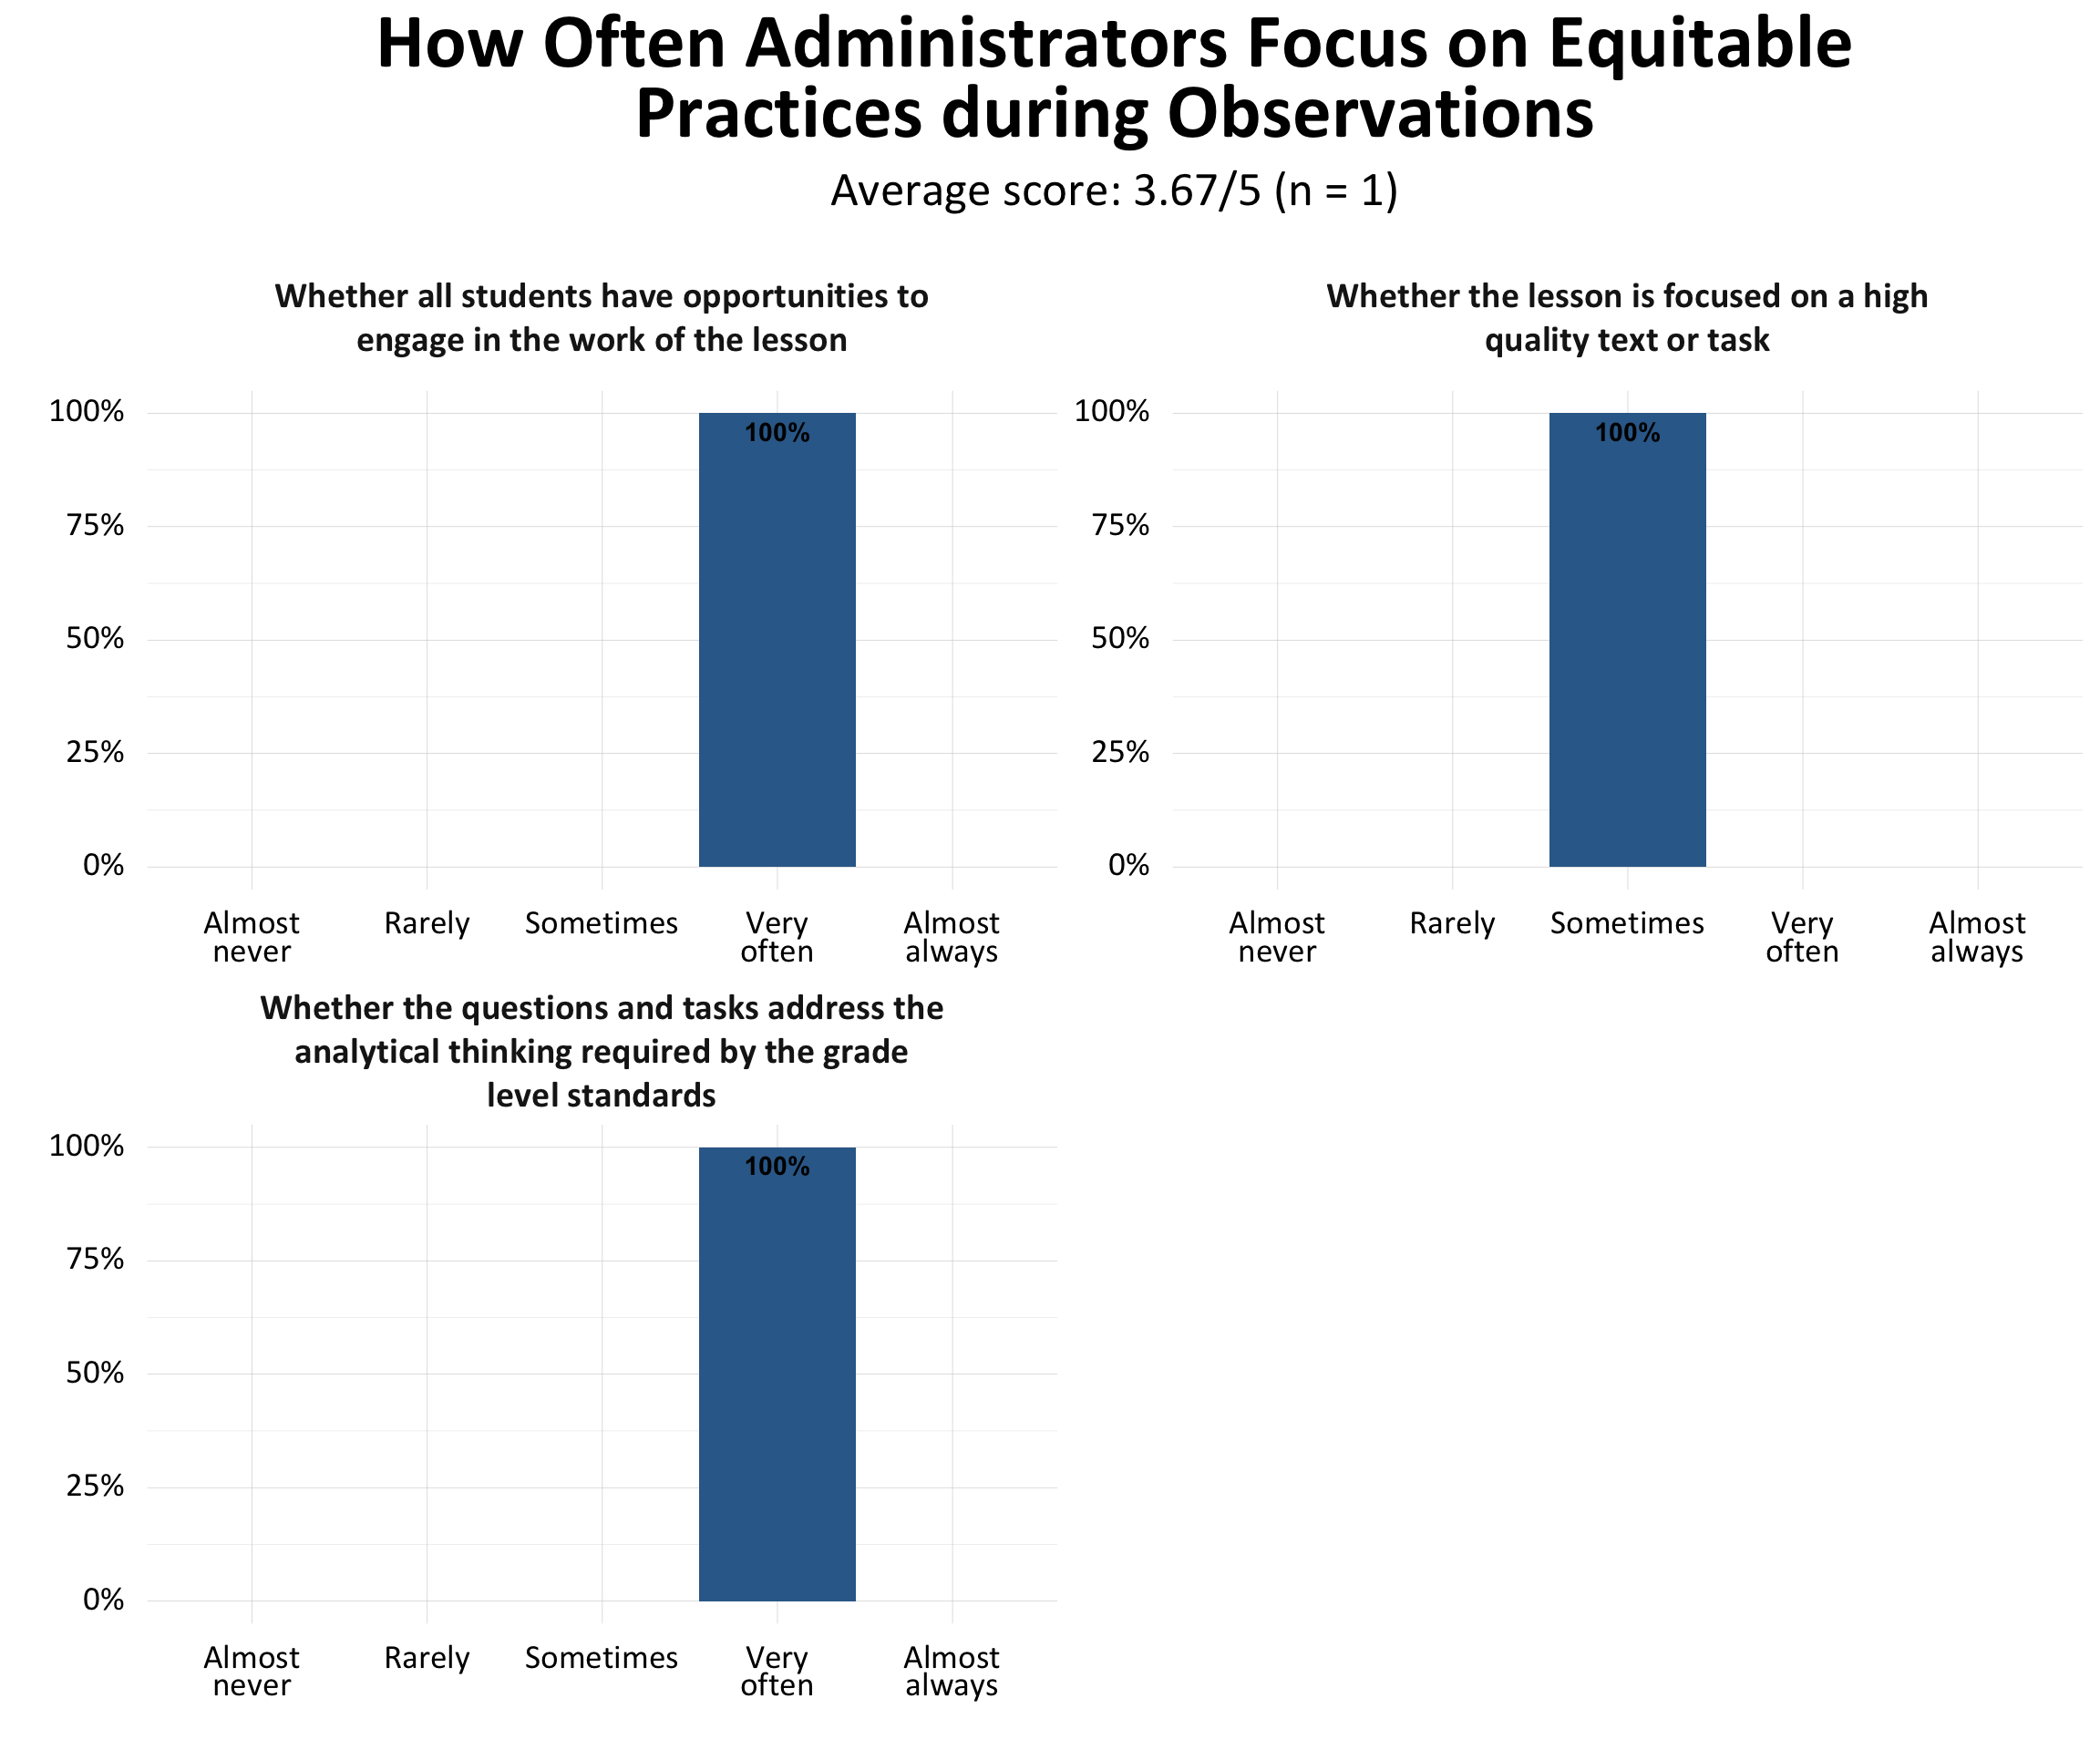 How Often Administrators Focus on Equitable
Practices during Observations
Average score: 3.67/5 (n = 1)
Whether all students have opportunities to
engage in the work of the lesson
100%
100%
75%
50%
25%
0%
Almost
never
Rarely
Sometimes
Very
often
Almost
always
Whether the lesson is focused on a high
quality text or task
100%
100%
75%
50%
25%
0%
Almost
never
Rarely
Sometimes
Very
often
Almost
always
Whether the questions and tasks address the
analytical thinking required by the grade
level standards
100%
100%
75%
50%
25%
0%
Almost
never
Rarely
Sometimes
Very
often
Almost
always